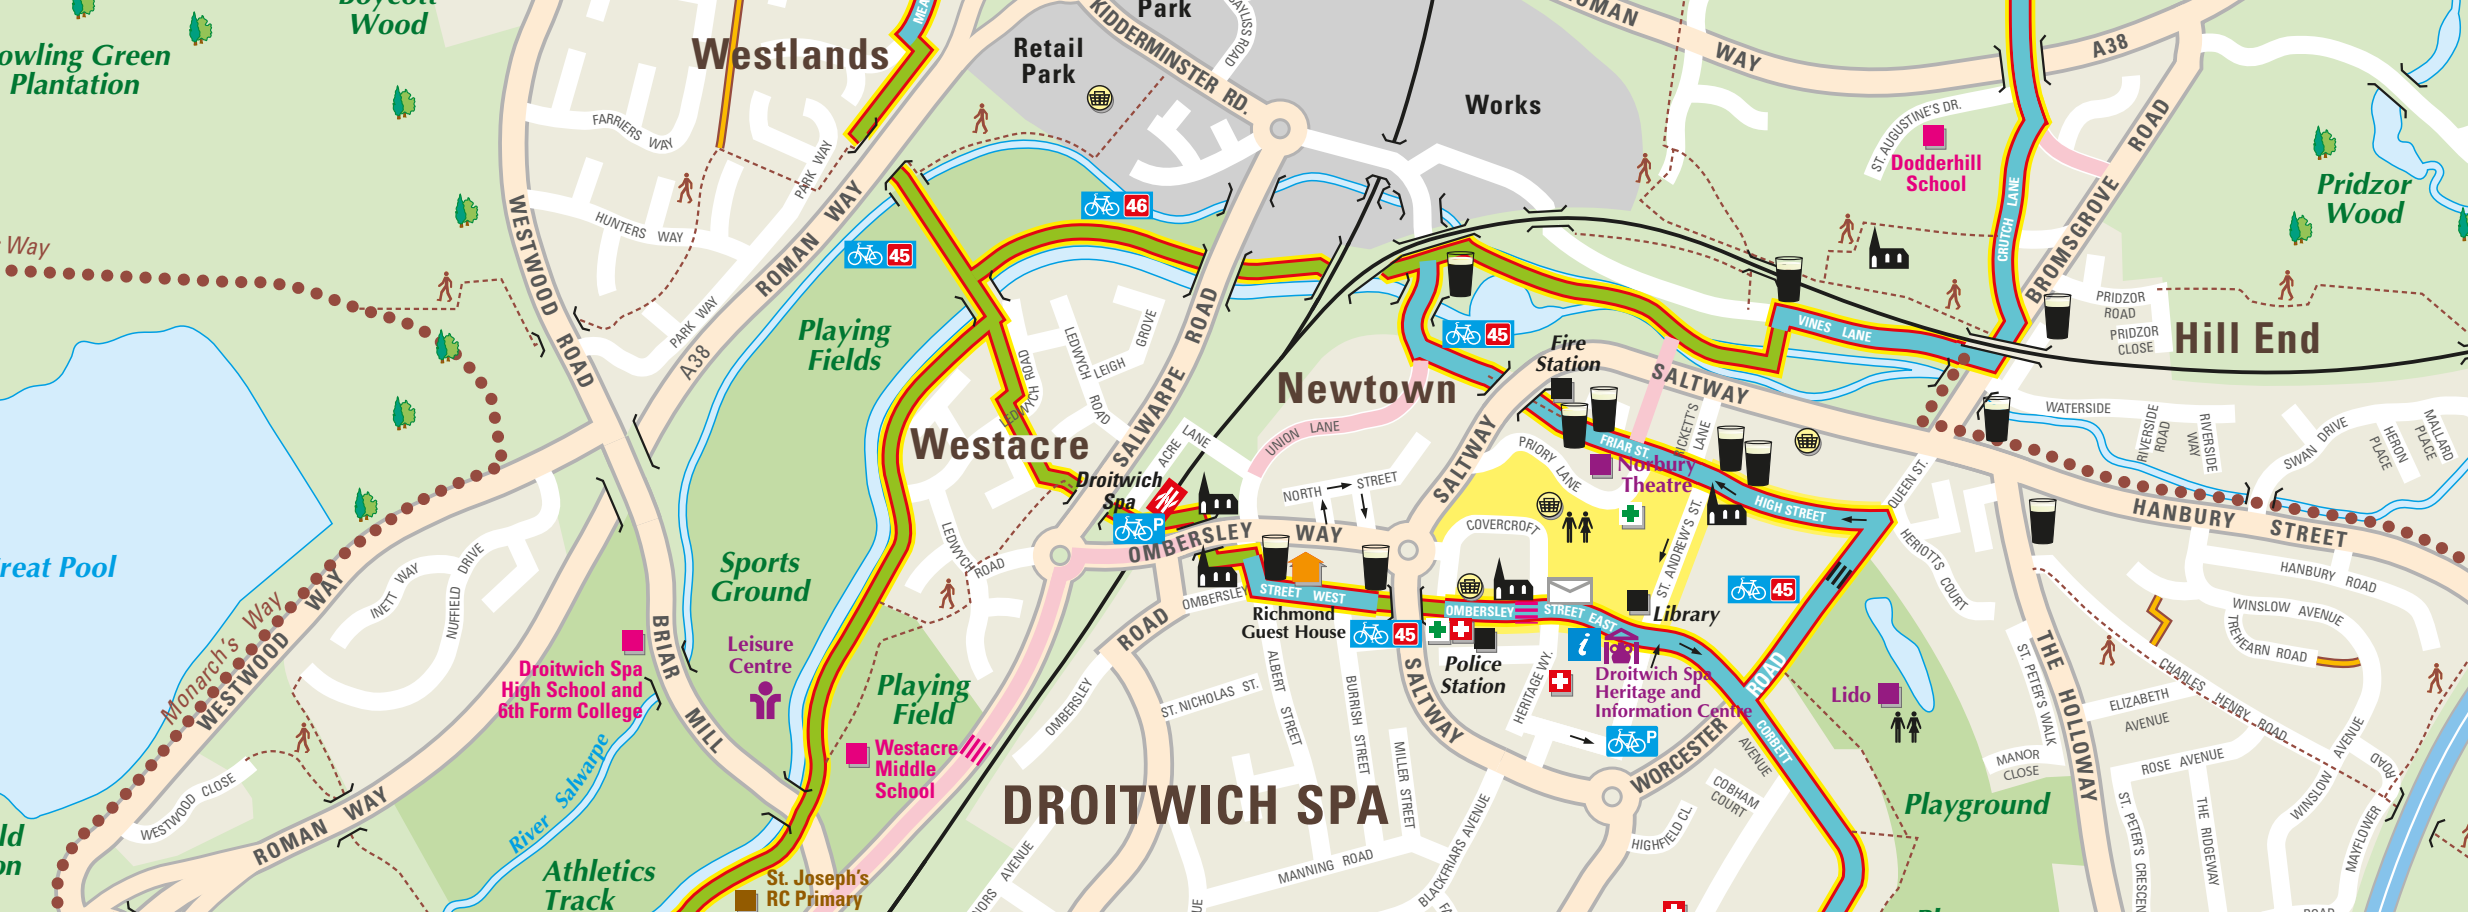 Wood
owling Green
Plantation
Westlands
Park
Retail
Park
KIDDERMINSTER RD.
BAYLISS ROAD
Works
WAY
A38
ST. AUGUSTINE'S DR.
Dodderhill
School
CRUTCH LANE
BROMSGROVE ROAD
Pridzor
Wood
FARRIERS WAY
HUNTERS WAY
PARK WAY
ROMAN WAY
PARK WAY
A38
WESTWOOD ROAD
Way
46
45
Playing
Fields
LEDWYCH ROAD
LEDWYCH ROAD
LEIGH GROVE
SALWARPE ROAD
Westacre
Newtown
45
Fire
Station
SALTWAY
VINES LANE
PRIDZOR
ROAD
PRIDZOR
CLOSE
Hill End
WATERSIDE
RIVERSIDE
ROAD
RIVERSIDE
WAY
SWAN DRIVE
HERON
PLACE
MALLARD
PLACE
UNION LANE
ACRE LANE
Droitwich
Spa
P
NORTH STREET
SALTWAY
PRIORY LANE
FRIAR ST.
RICKETT'S
LANE
Norbury
Theatre
HIGH STREET
QUEEN ST.
HERIOTTS COURT
HANBURY STREET
HANBURY ROAD
WINSLOW AVENUE
TREHEARN ROAD
OMBERSLEY WAY
COVERCROFT
ST. ANDREW'S ST.
LEDWYCH ROAD
OMBERSLEY
STREET WEST
Richmond
Guest House
45
OMBERSLEY STREET EAST
Library
45
Police
Station
i
Droitwich Spa
Heritage and
Information Centre
HERITAGE WY.
P
WORCESTER ROAD
CORBETT
AVENUE
Lido
Playground
THE HOLLOWAY
ST. PETER'S WALK
MANOR
CLOSE
ELIZABETH
AVENUE
ROSE AVENUE
CHARLES HENRY ROAD
WINSLOW AVENUE
MAYFLOWER
ROAD
THE RIDGEWAY
ST. PETER'S CRESCEN
COBHAM
COURT
HIGHFIELD CL.
BLACKFRIARS AVENUE
MANNING ROAD
MILLER STREET
BURRISH STREET
ALBERT STREET
ST. NICHOLAS ST.
OMBERSLEY ROAD
SALTWAY
DROITWICH SPA
reat Pool
Monarch's Way
WESTWOOD WAY
INETT WAY
NUFFIELD DRIVE
Droitwich Spa
High School and
6th Form College
BRIAR MILL
Sports
Ground
Leisure
Centre
Playing
Field
Westacre
Middle
School
River Salwarpe
WESTWOOD CLOSE
ROMAN WAY
Athletics
Track
St. Joseph's
RC Primary
AVENUE